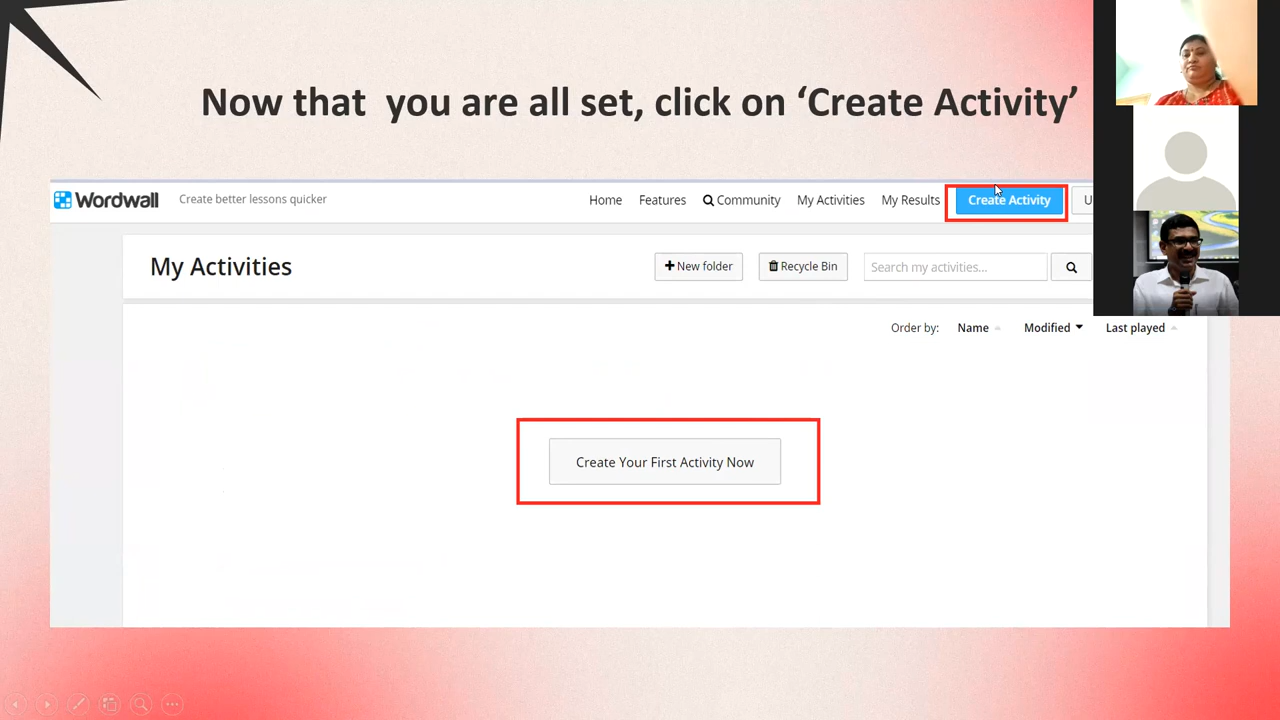 Now that  you are all set, click on ‘Create Activity’
Wordwall Create better lessons quicker Home Features Community My Activities My Results Create Activity U
My Activities New folder Recycle Bin Search my activities...
Order by: Name Modified Last played
Create Your First Activity Now